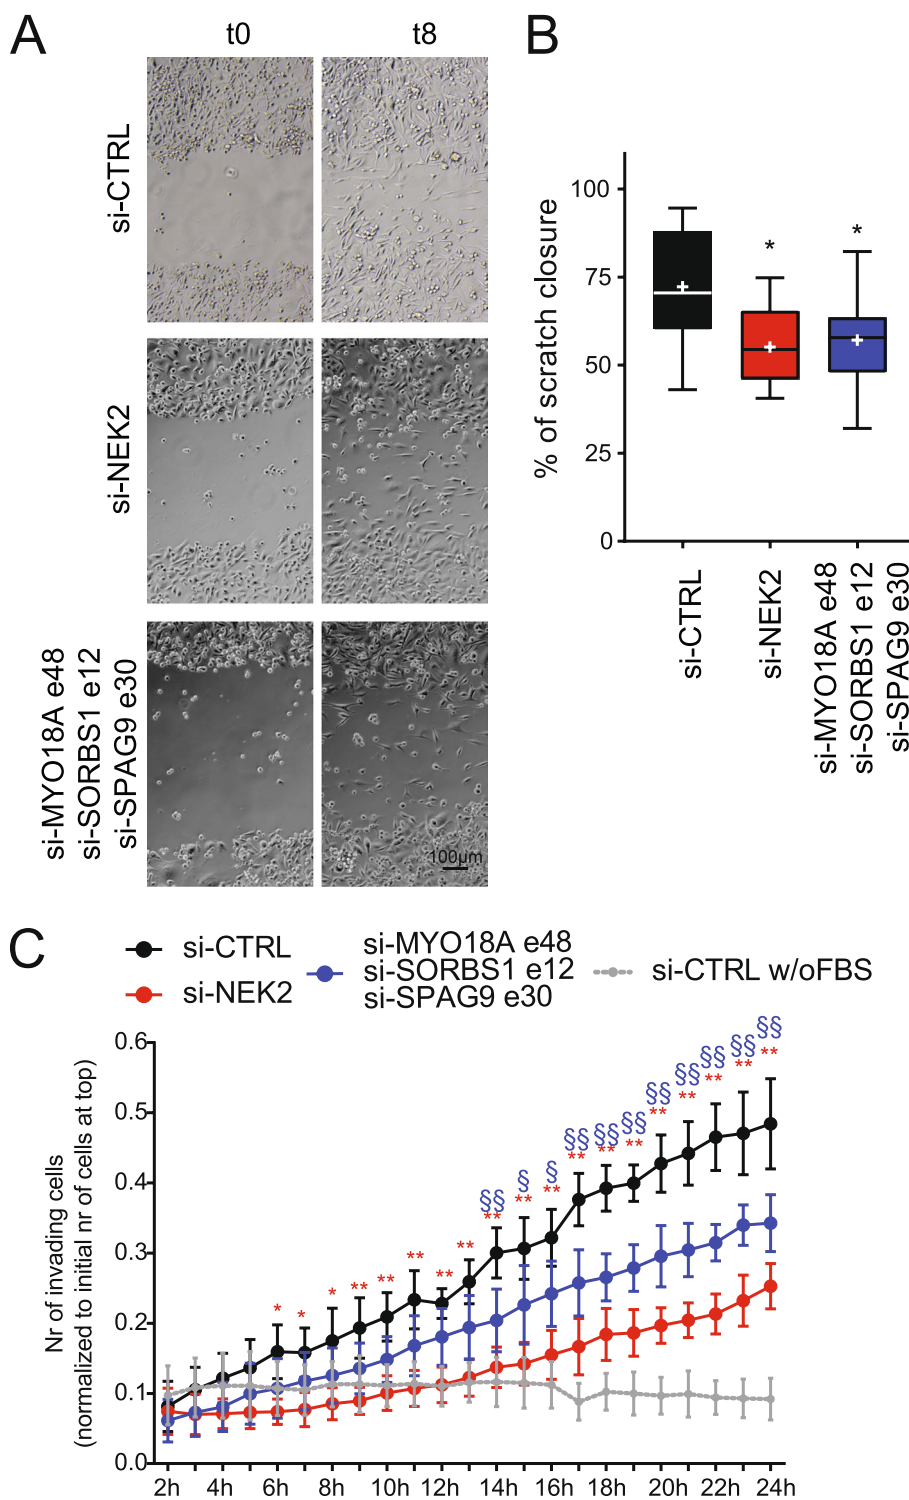 A
t0
t8
si-CTRL
si-NEK2
si-MYO18A e48
si-SORBS1 e12
si-SPAG9 e30
100µm
B
% of scratch closure
100
75
50
25
0
*
*
si-CTRL
si-NEK2
si-MYO18A e48
si-SORBS1 e12
si-SPAG9 e30
C
si-CTRL
si-NEK2
si-MYO18A e48
si-SORBS1 e12
si-SPAG9 e30
si-CTRL w/oFBS
Nr of invading cells
(normalized to initial nr of cells at top)
0.6
0.5
0.4
0.3
0.2
0.1
0.0
* * * ** ** ** ** ** ** ** ** ** ** ** ** ** ** ** **
§§ § § §§ §§ §§ §§ §§ §§ §§ §§
2h 4h 6h 8h 10h 12h 14h 16h 18h 20h 22h 24h